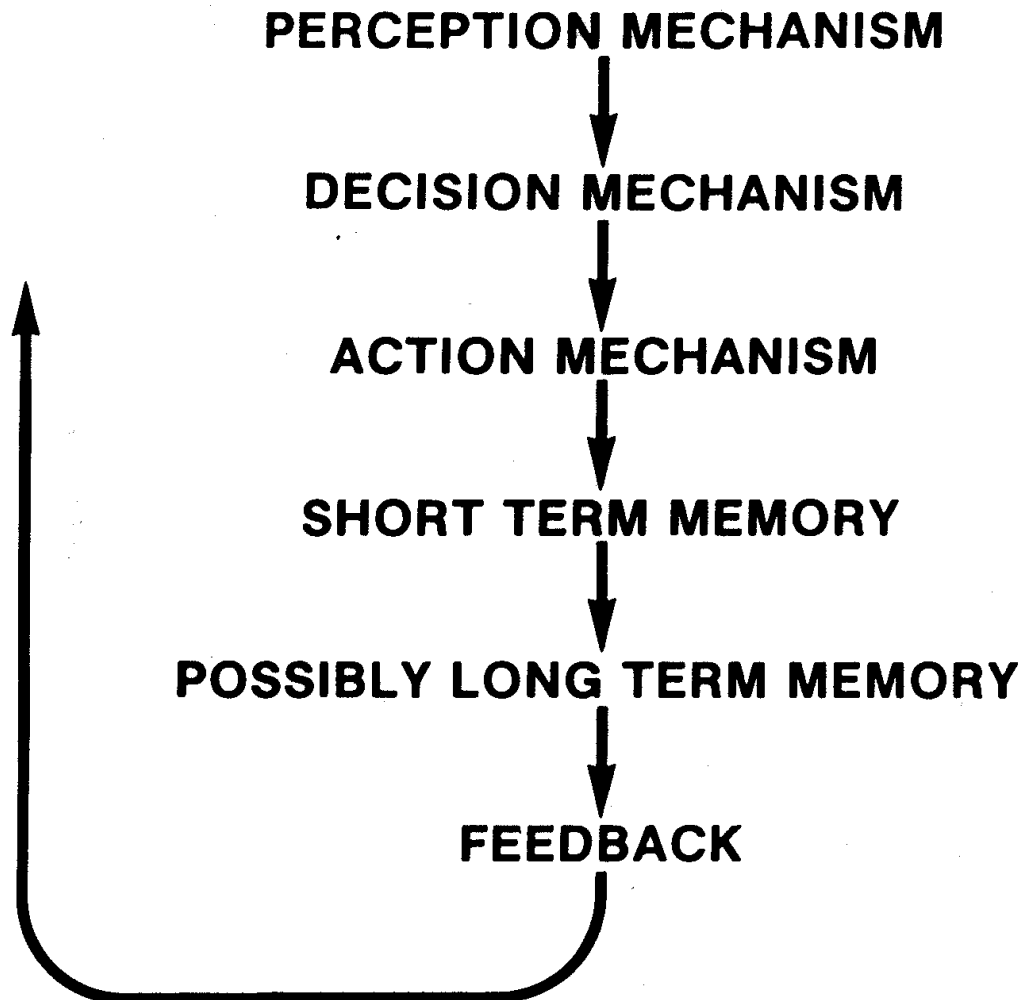 PERCEPTION MECHANISM
DECISION MECHANISM
ACTION MECHANISM
SHORT TERM MEMORY
POSSIBLY LONG TERM MEMORY
FEEDBACK